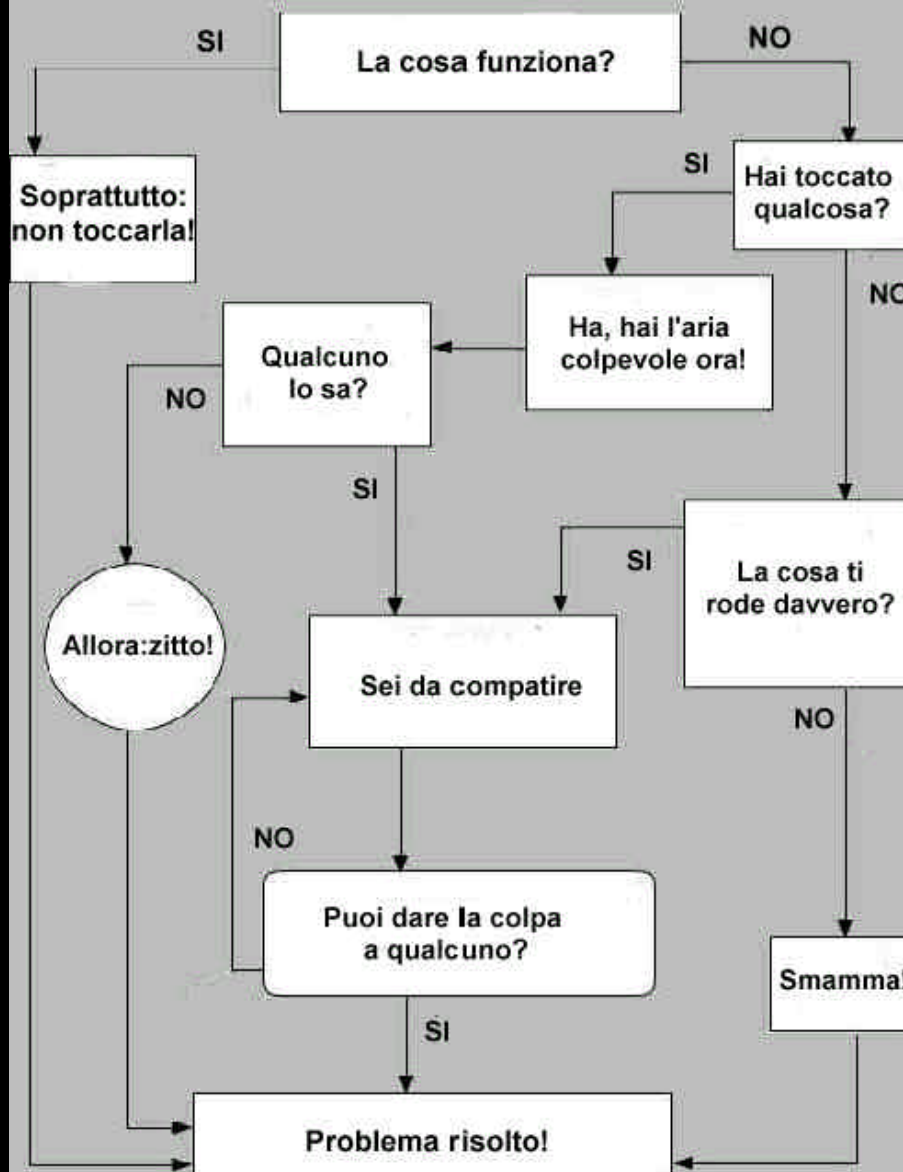 SI
La cosa funziona?
NO
Soprattutto:
non toccarla!
SI
Hai toccato
qualcosa?
NO
Ha, hai l'aria
colpevole ora!
Qualcuno
lo sa?
NO
SI
SI
La cosa ti
rode davvero?
Allora:zitto!
Sei da compatire
NO
NO
Puoi dare la colpa
a qualcuno?
Smamma!
SI
Problema risolto!